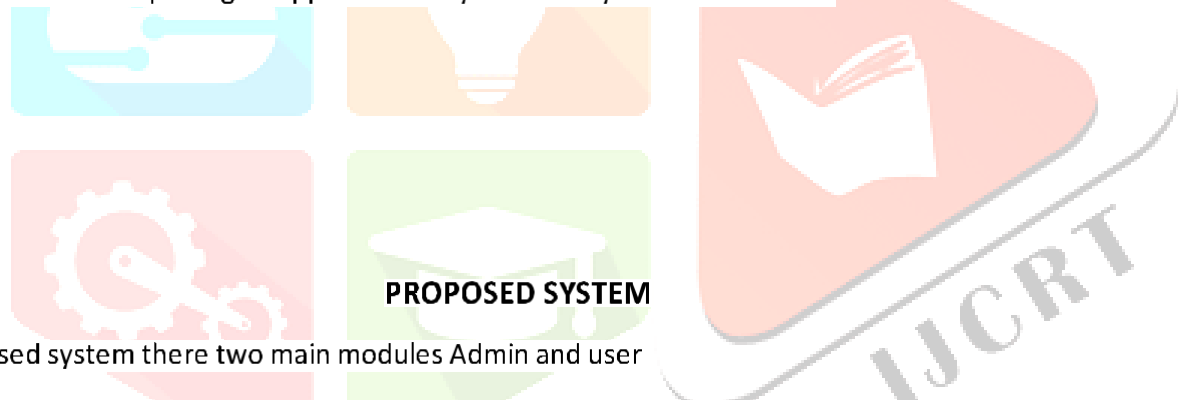 PROPOSED SYSTEM
sed system there two main modules Admin and user
IJCRT